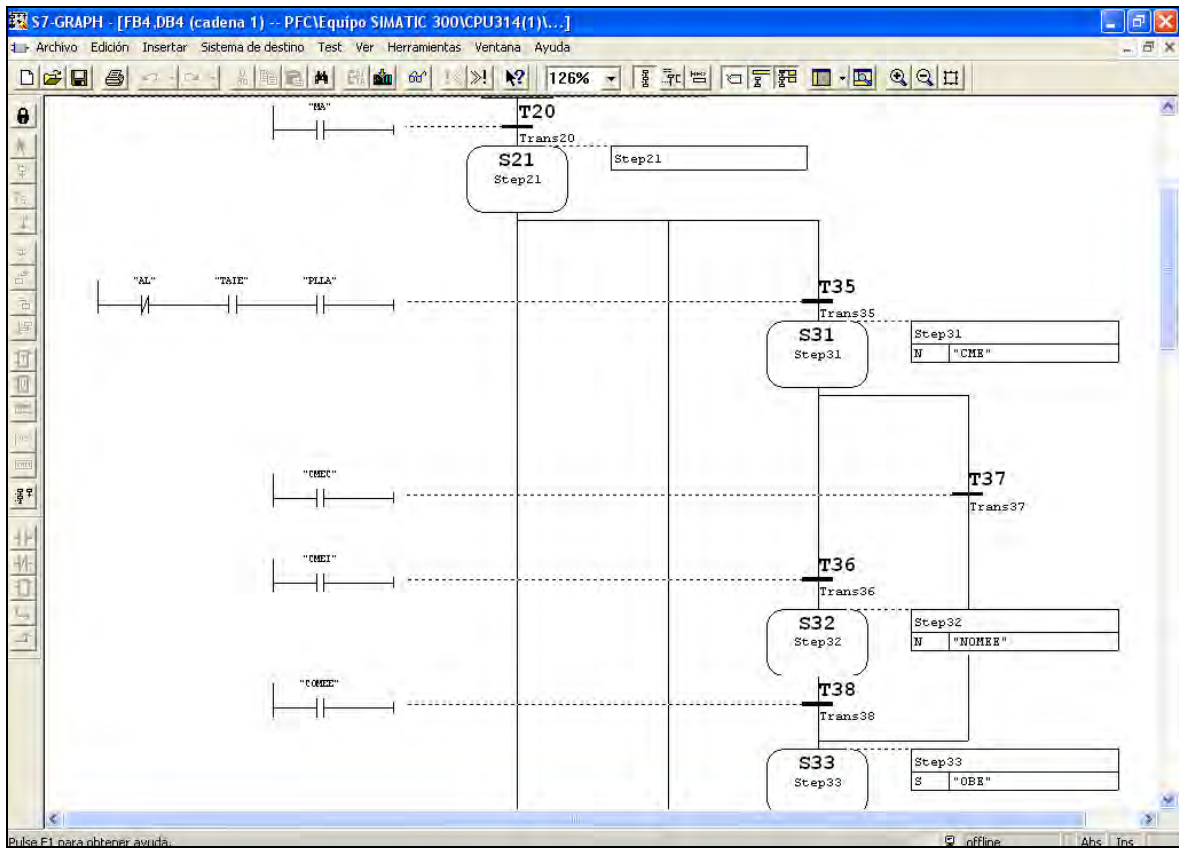 S7-GRAPH - [FB4,DB4 (cadena 1) -- PFC\Equipo SIMATIC 300\CPU314(1)\...]
Archivo Edición Insertar Sistema de destino Test Ver Herramientas Ventana Ayuda
126%
"MA"
T20
Trans20
S21
Step21
Step21
"AL" "TAIE" "PLLA"
T35
Trans35
S31
Step31
Step31
N "CME"
"CMEC"
T37
Trans37
"CMEI"
T36
Trans36
S32
Step32
Step32
N "NOMEE"
"COMEE"
T38
Trans38
S33
Step33
Step33
S "OBE"
Pulse F1 para obtener ayuda.
offline
Abs
Ins